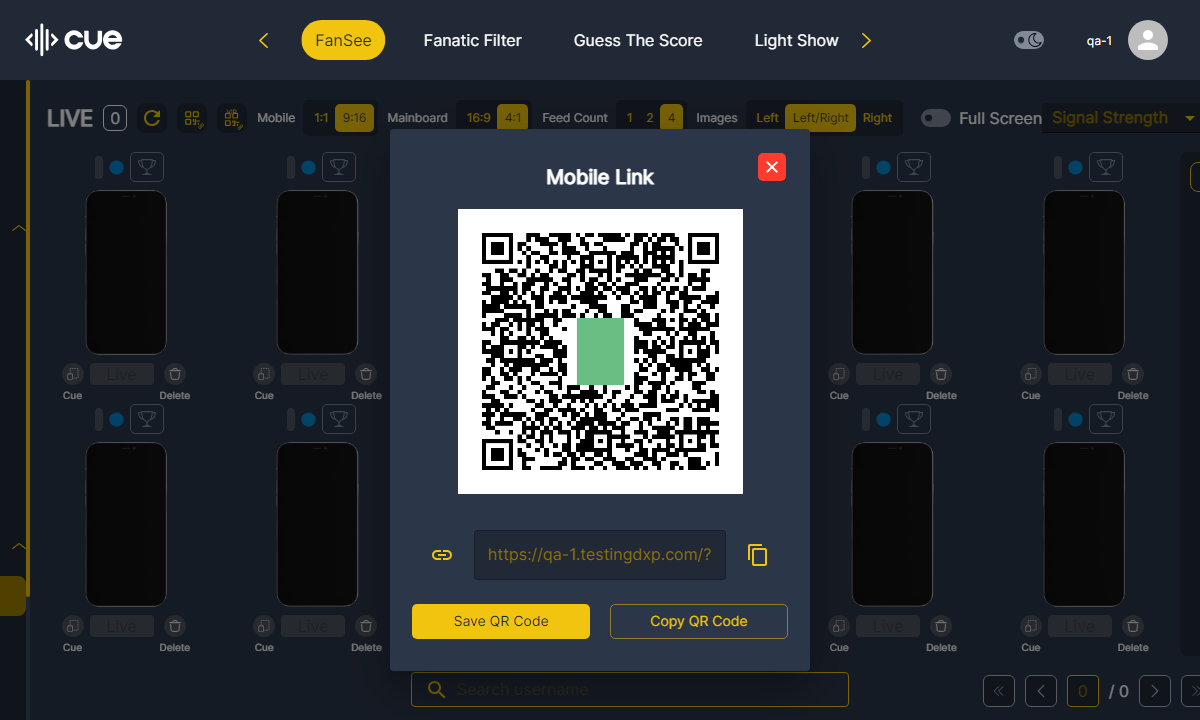 cue
FanSee
Fanatic Filter
Guess The Score
Light Show
qa-1
LIVE 0
Mobile 1:1 9:16
Mainboard 16:9 4:1
Feed Count 1 2 4
Images Left Left/Right Right
Full Screen
Signal Strength
Mobile Link
Live Live Live Live
Cue Delete Cue Delete Cue Delete Cue Delete
https://qa-1.testingdxp.com/?
Save QR Code
Copy QR Code
Live Live Live Live
Cue Delete Cue Delete Cue Delete Cue Delete
Search username
0 / 0